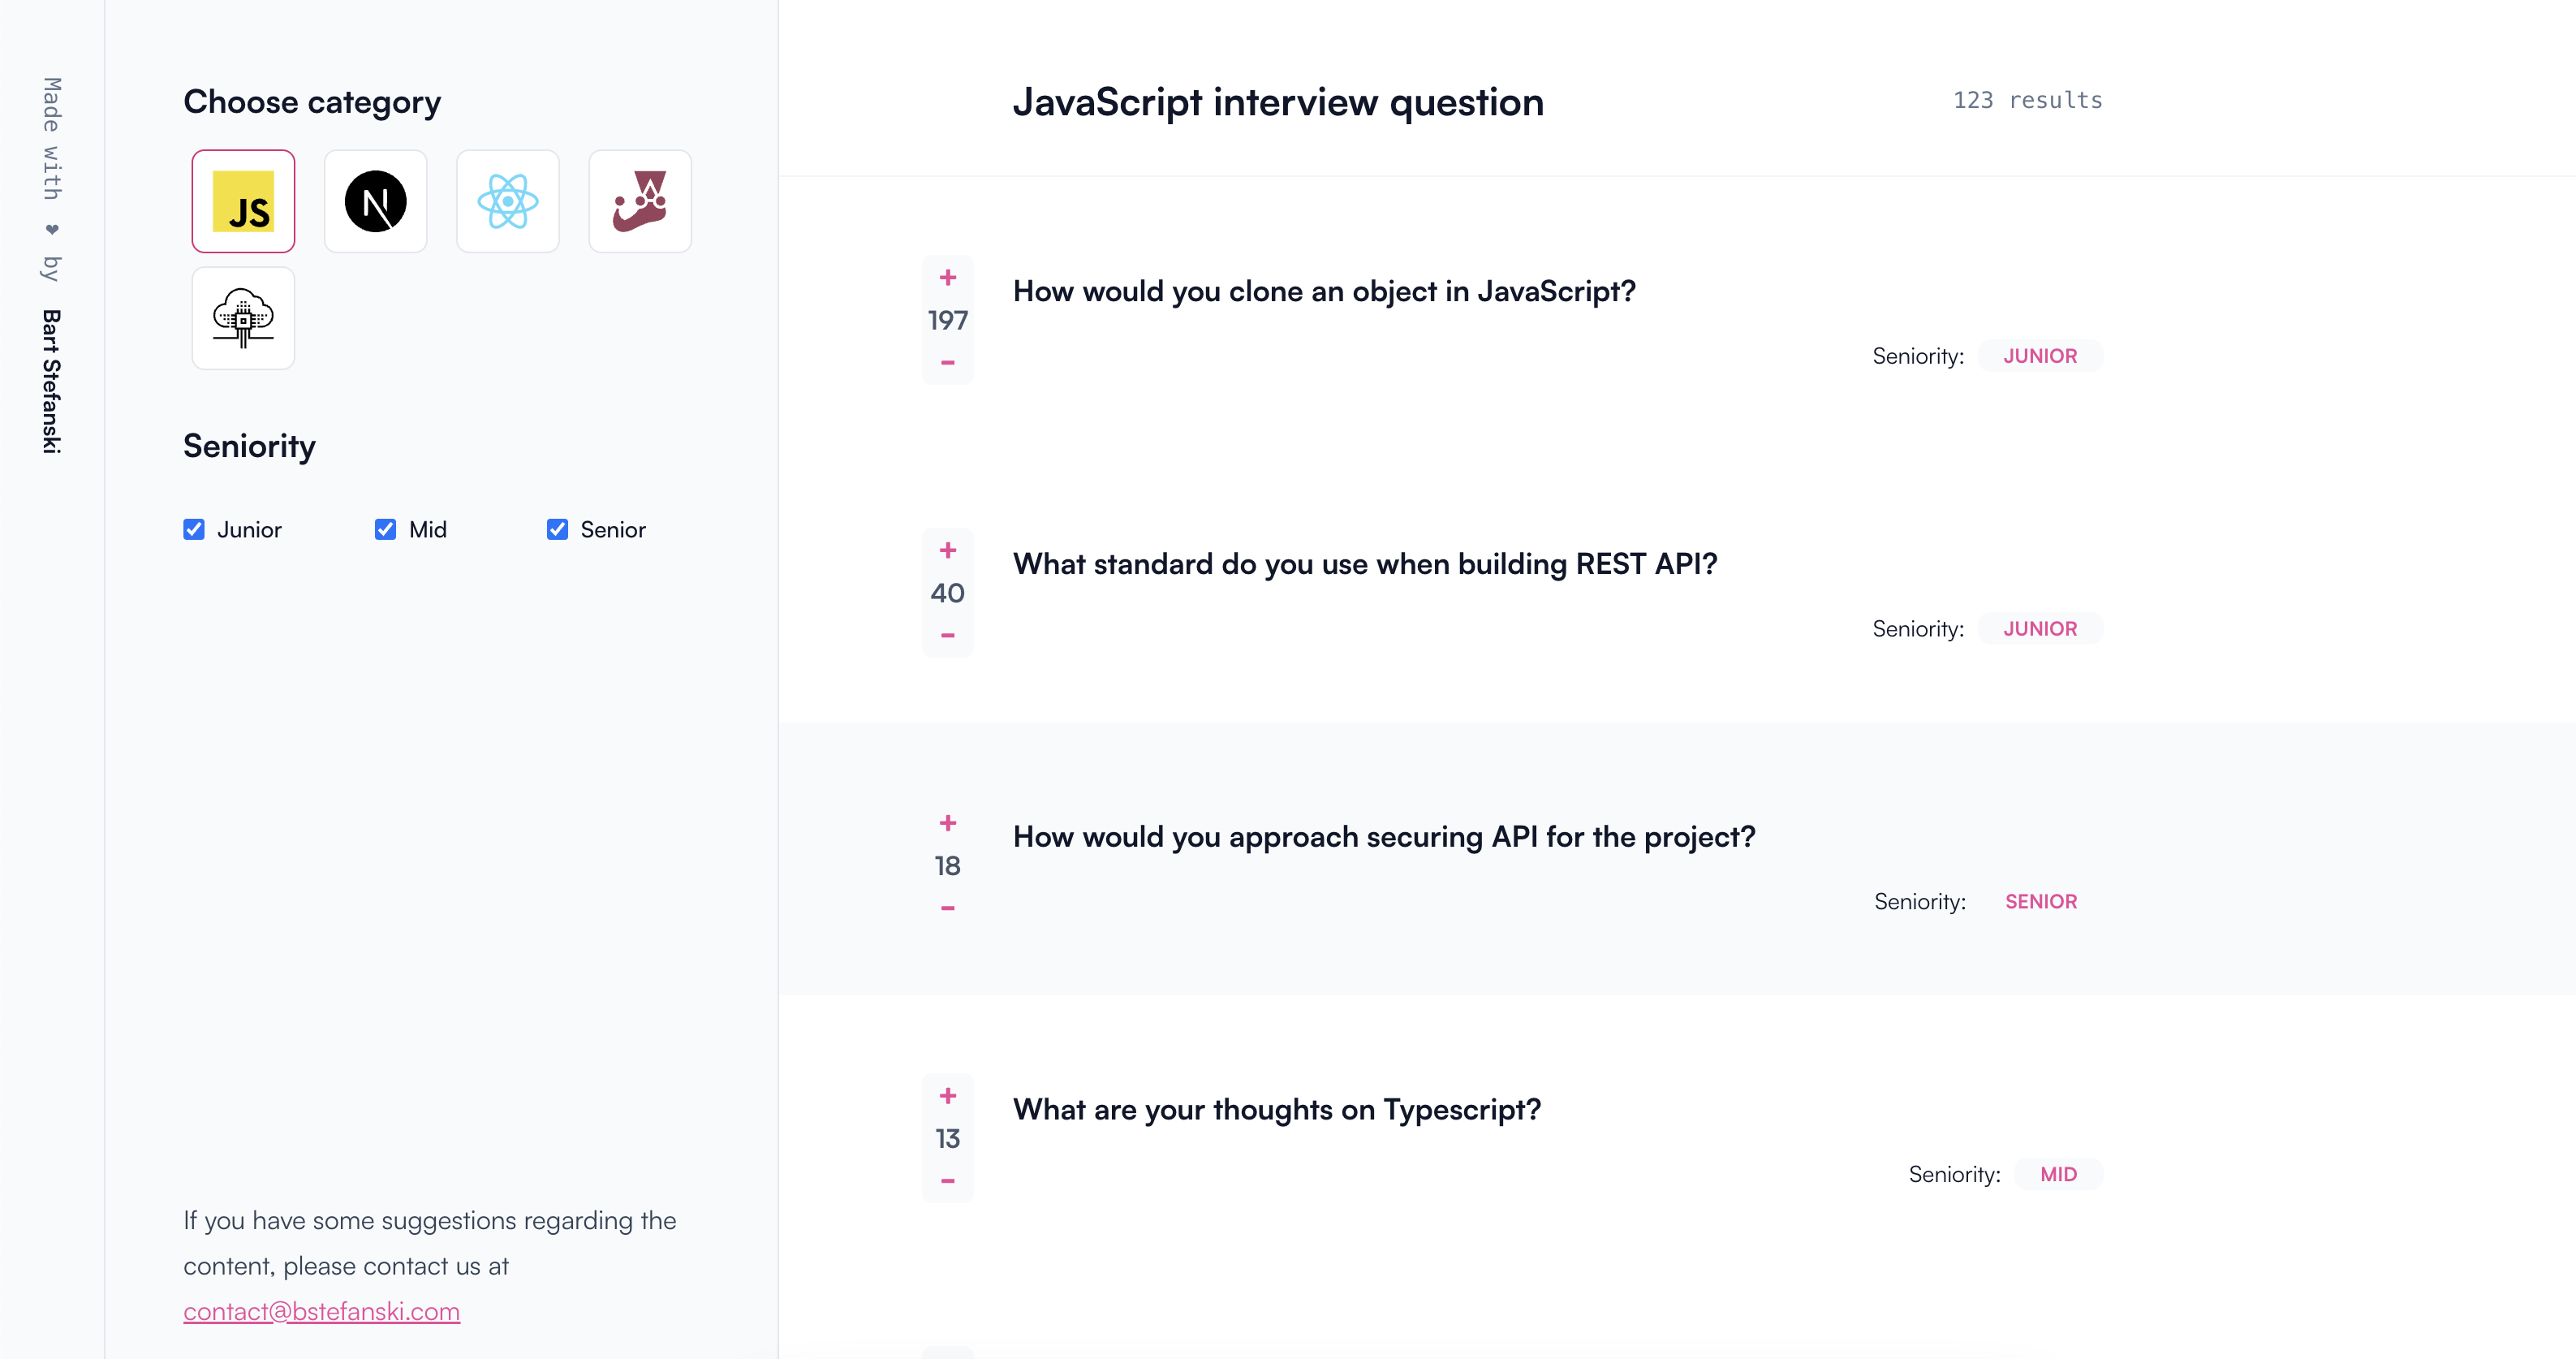 Made with ❤ by Bart Stefanski
Choose category
JS
N
Seniority
Junior
Mid
Senior
If you have some suggestions regarding the
content, please contact us at
contact@bstefanski.com
JavaScript interview question
123 results
+
197
-
How would you clone an object in JavaScript?
Seniority: JUNIOR
+
40
-
What standard do you use when building REST API?
Seniority: JUNIOR
+
18
-
How would you approach securing API for the project?
Seniority: SENIOR
+
13
-
What are your thoughts on Typescript?
Seniority: MID